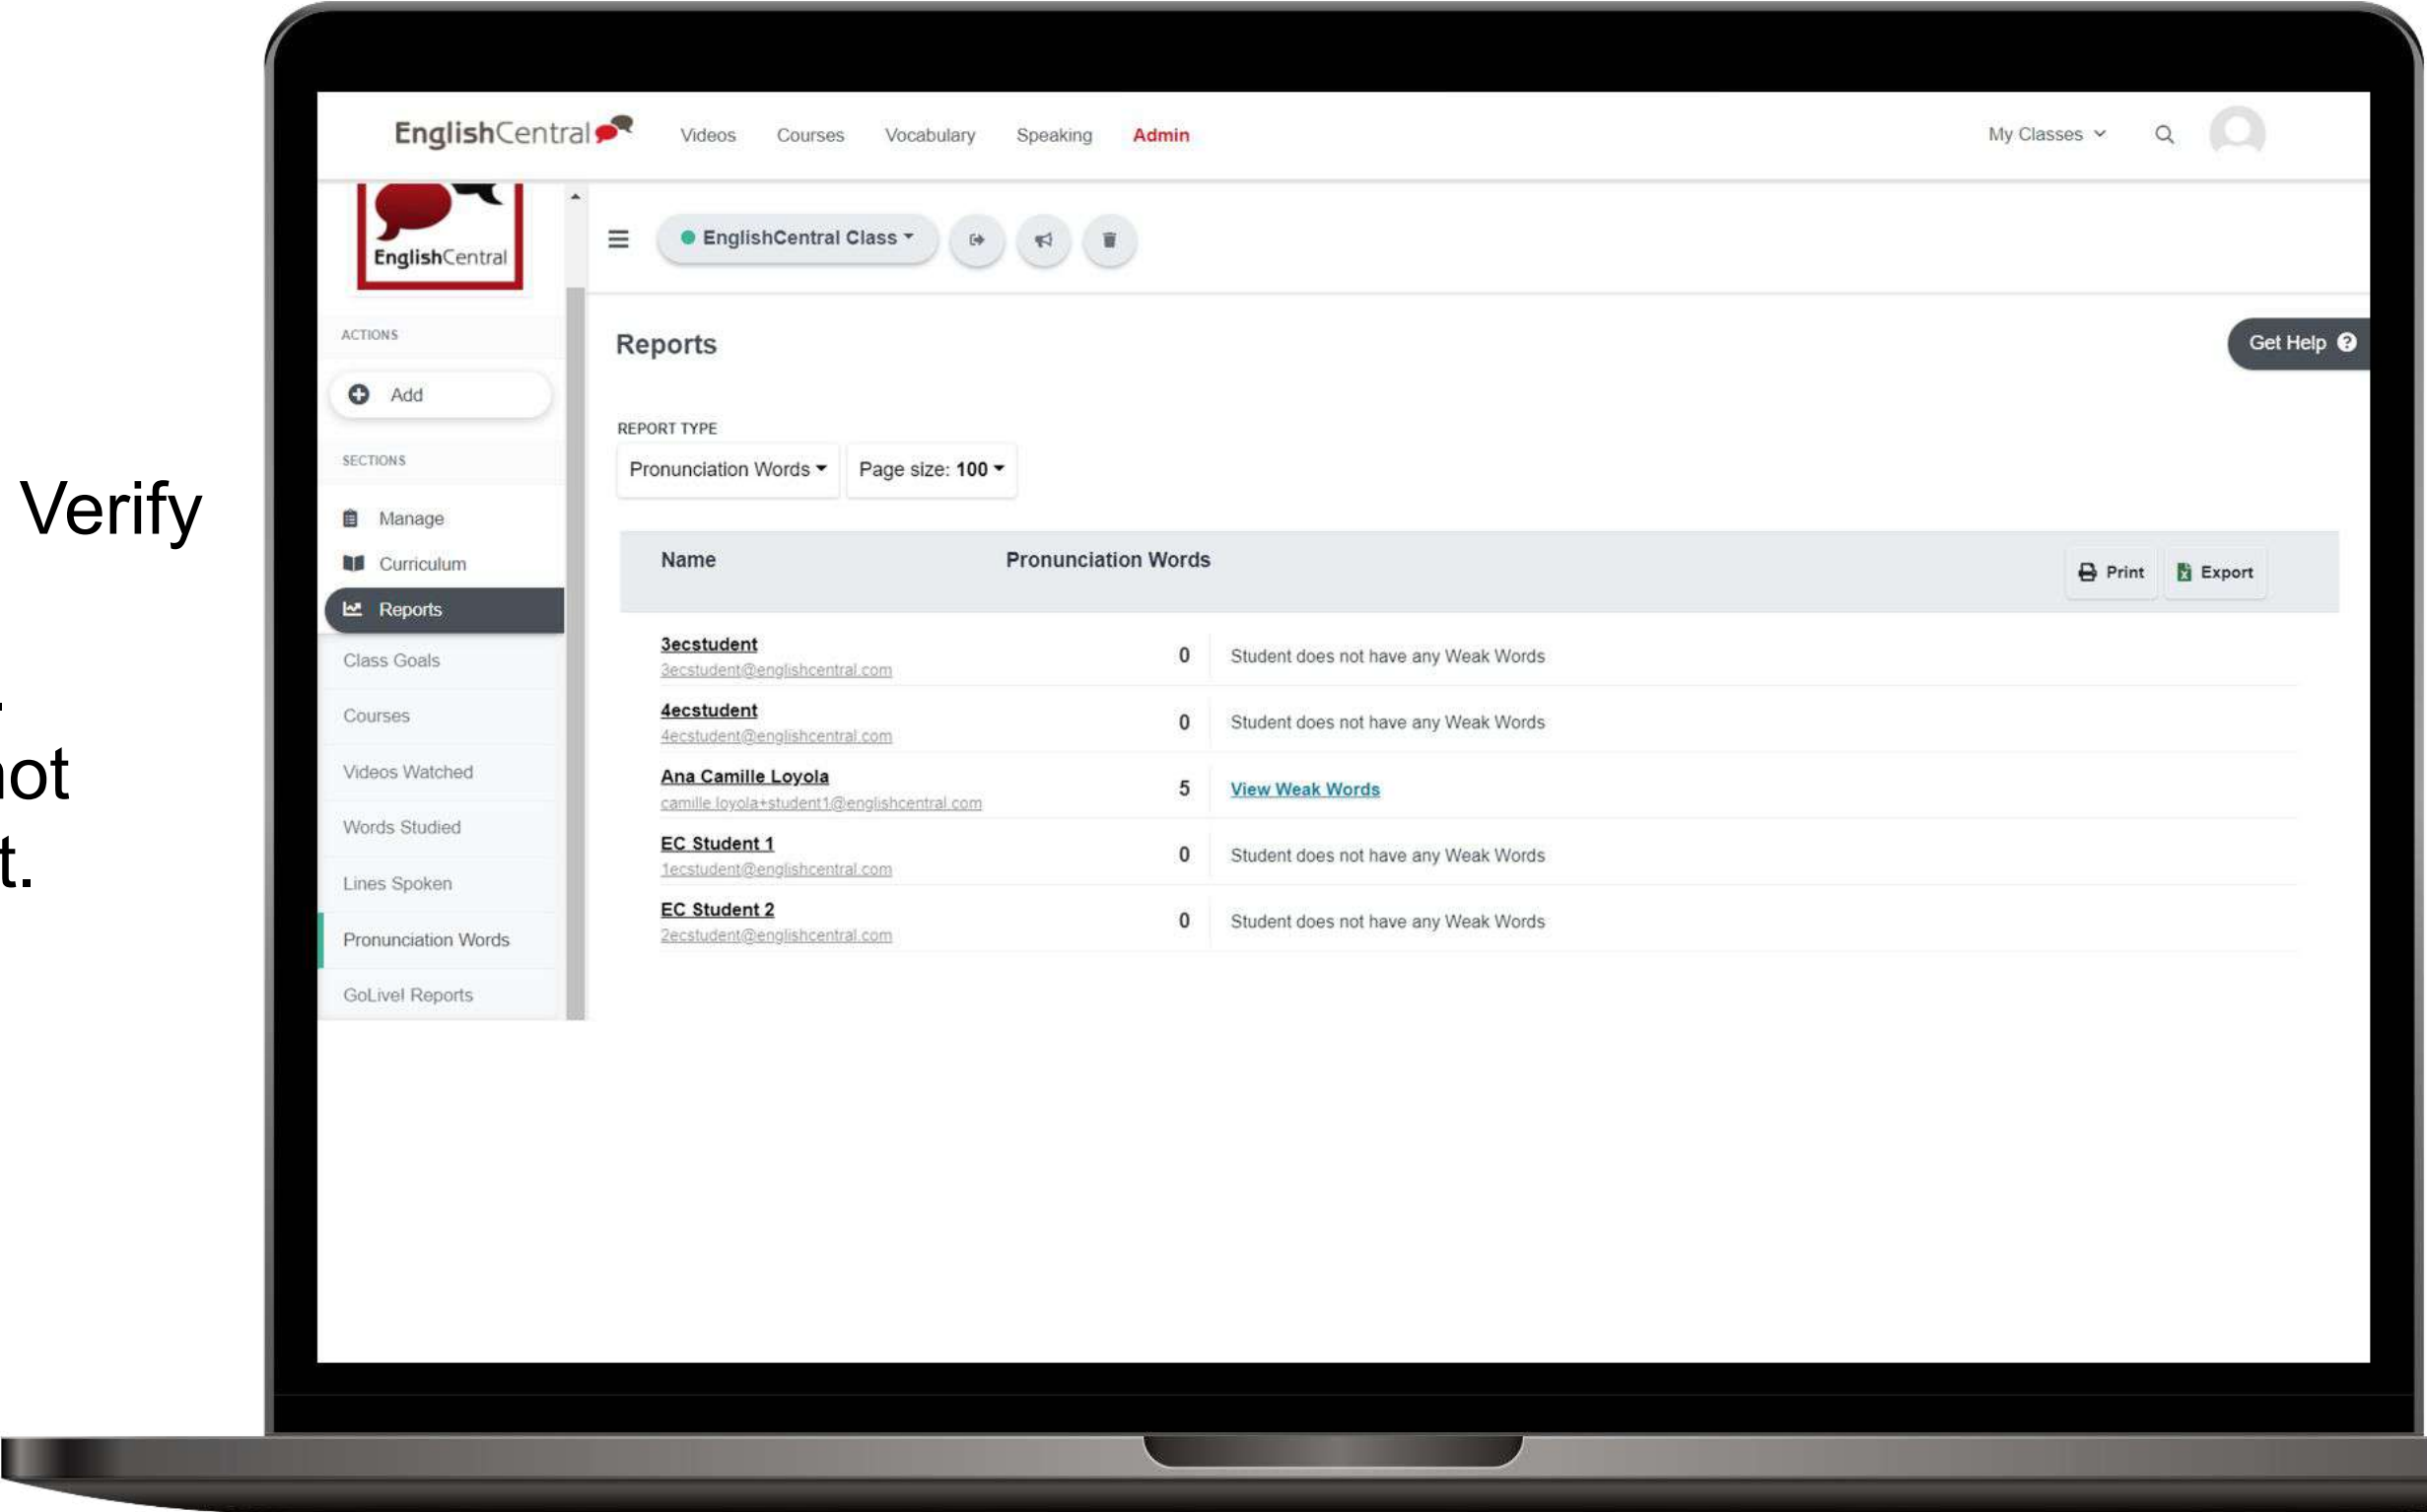 EnglishCentral Videos Courses Vocabulary Speaking Admin My Classes
EnglishCentral
EnglishCentral Class
ACTIONS
Reports
Get Help ?
Add
REPORT TYPE
SECTIONS
Pronunciation Words Page size: 100
Verify
Manage
Curriculum
Name Pronunciation Words Print Export
Reports
3ecstudent
3ecstudent@englishcentral.com
0 Student does not have any Weak Words
Class Goals
4ecstudent
4ecstudent@englishcentral.com
0 Student does not have any Weak Words
Courses
not
Ana Camille Loyola
camille.loyola+student1@englishcentral.com
5 View Weak Words
Videos Watched
Words Studied
EC Student 1
1ecstudent@englishcentral.com
0 Student does not have any Weak Words
t.
Lines Spoken
EC Student 2
2ecstudent@englishcentral.com
0 Student does not have any Weak Words
Pronunciation Words
GoLive! Reports